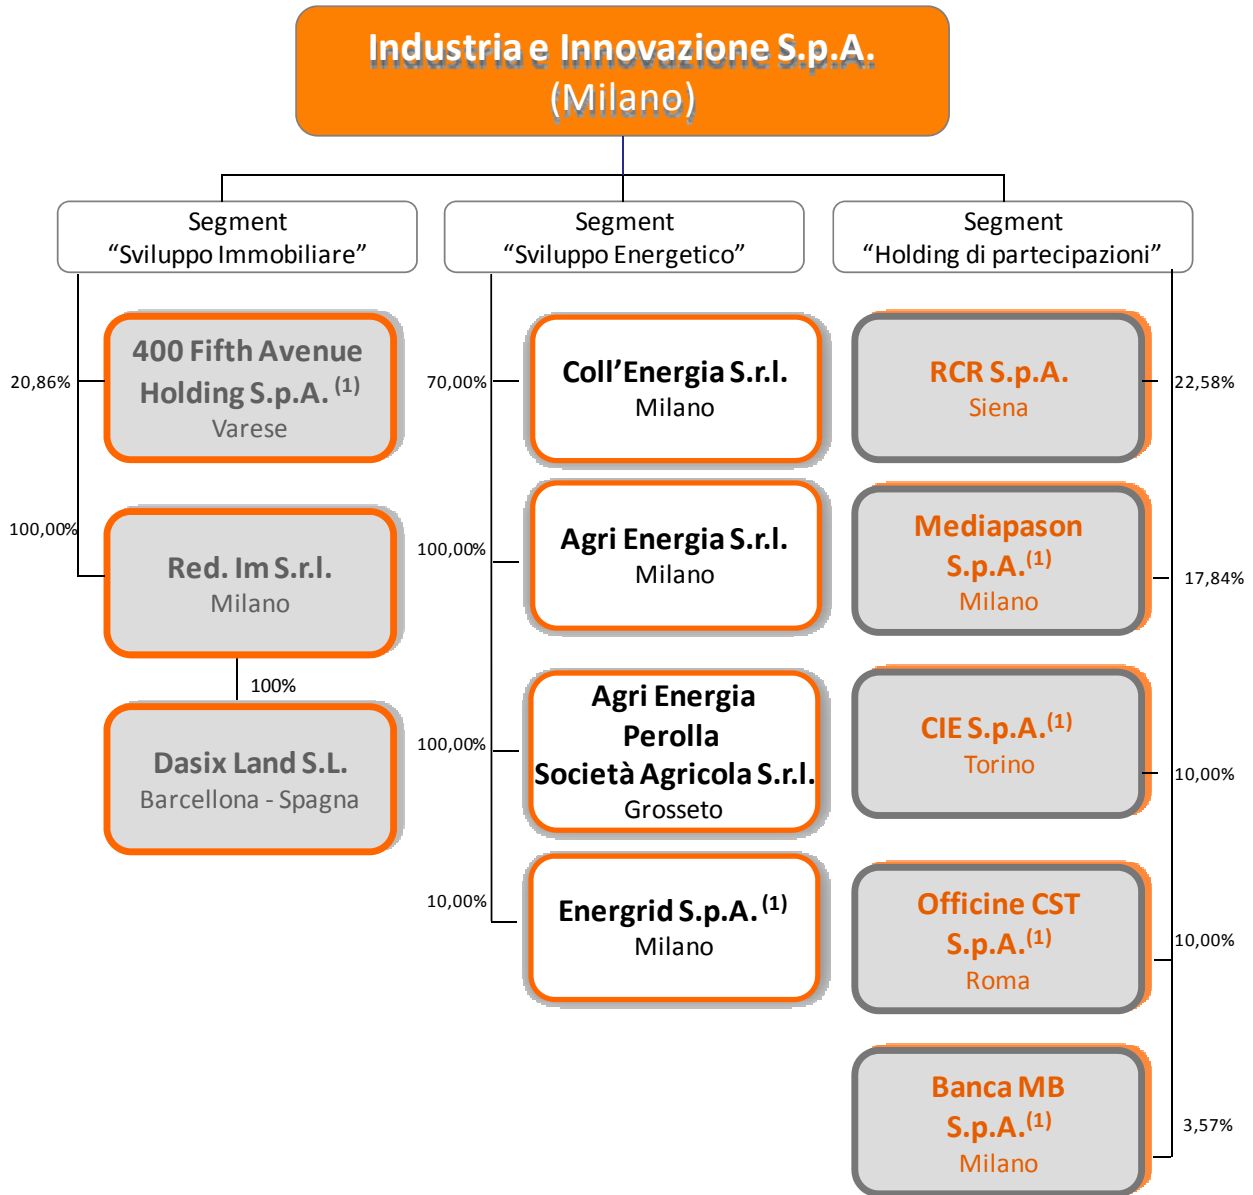 Industria e Innovazione S.p.A.
(Milano)
Segment
“Sviluppo Immobiliare”
20,86%
400 Fifth Avenue
Holding S.p.A. (1)
Varese
100,00%
Red. Im S.r.l.
Milano
100%
Dasix Land S.L.
Barcellona - Spagna
Segment
“Sviluppo Energetico”
70,00%
Coll’Energia S.r.l.
Milano
100,00%
Agri Energia S.r.l.
Milano
100,00%
Agri Energia
Perolla
Società Agricola S.r.l.
Grosseto
10,00%
Energrid S.p.A. (1)
Milano
Segment
“Holding di partecipazioni”
RCR S.p.A.
Siena
22,58%
Mediapason
S.p.A.(1)
Milano
17,84%
CIE S.p.A.(1)
Torino
10,00%
Officine CST
S.p.A.(1)
Roma
10,00%
Banca MB
S.p.A.(1)
Milano
3,57%